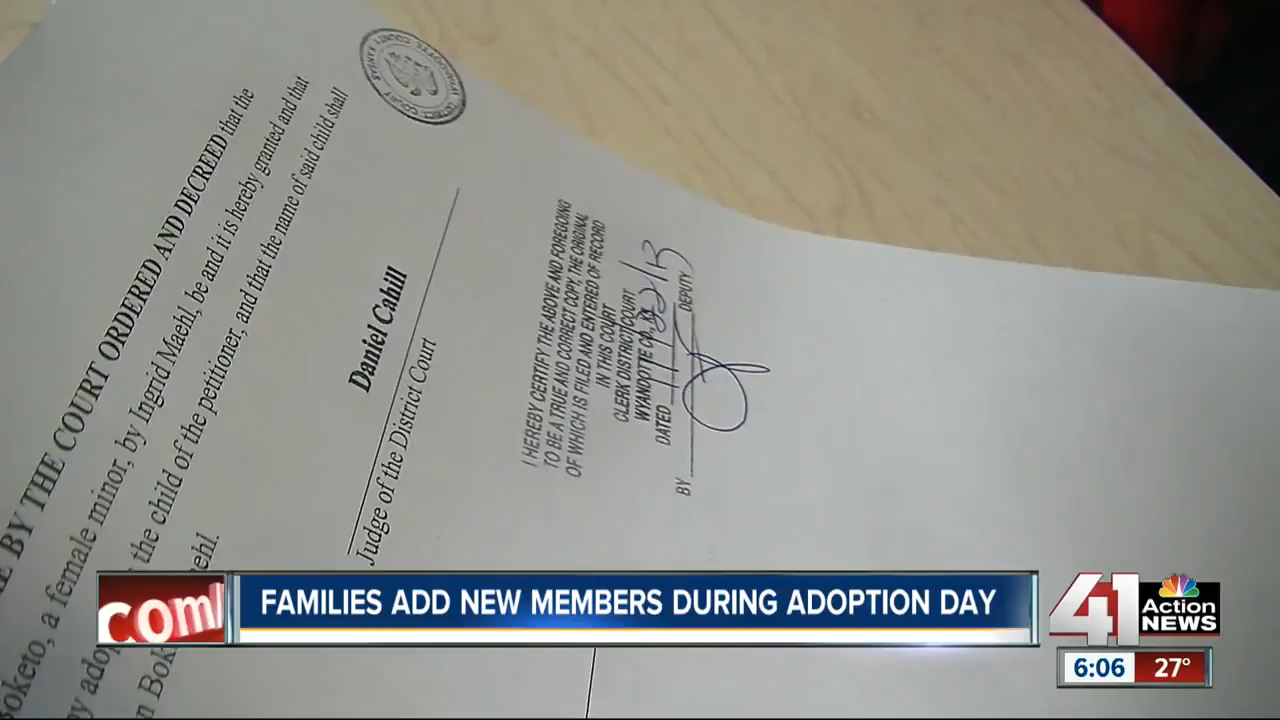 E BY THE COURT ORDERED AND DECREED that the
oketo, a female minor, by Ingrid Maehl, be and it is hereby granted and that
the child of the petitioner, and that the name of said child shall
n Bok
ehl.
Daniel Cahill
Judge of the District Court
I HEREBY CERTIFY THE ABOVE AND FOREGOING
TO BE A TRUE AND CORRECT COPY, THE ORIGINAL
OF WHICH IS FILED AND ENTERED OF RECORD
IN THIS COURT
CLERK DISTRICT COURT
WYANDOTTE CO.
DATED
BY DEPUTY
com
FAMILIES ADD NEW MEMBERS DURING ADOPTION DAY
41 Action NEWS
6:06 27°